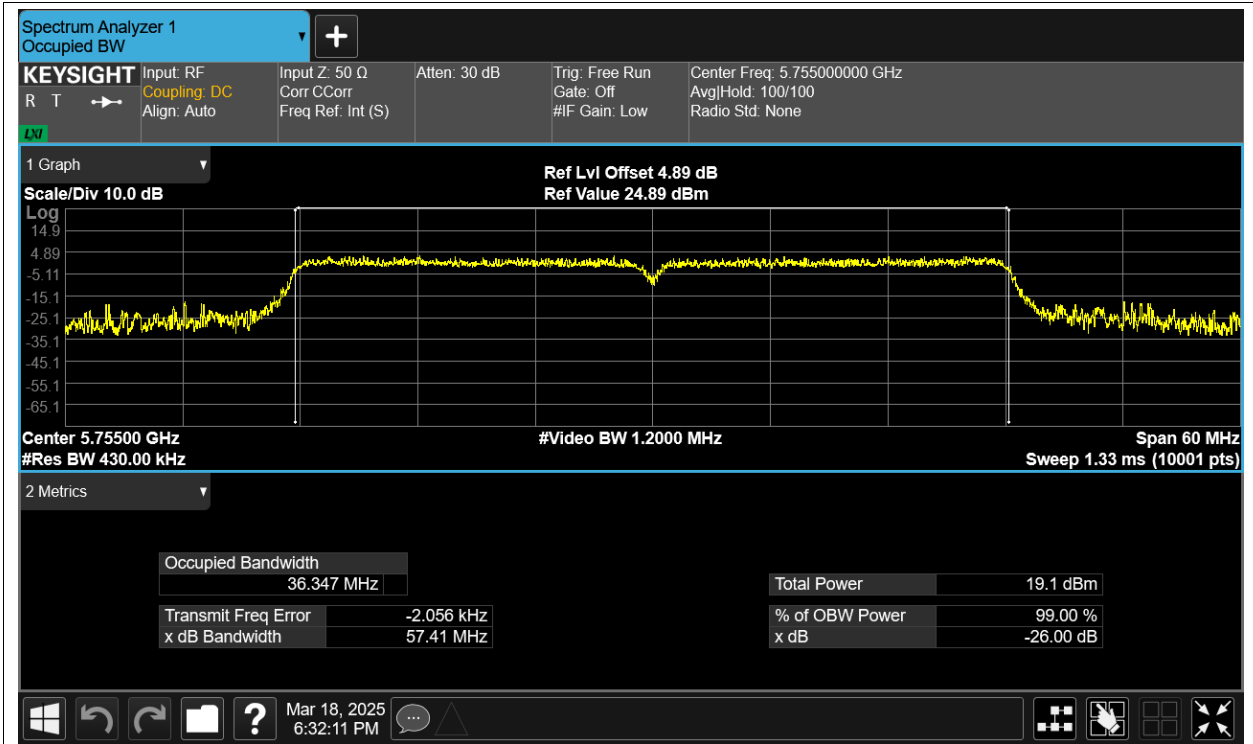 Spectrum Analyzer 1
Occupied BW
KEYSIGHT
R T
LXI
Input: RF
Coupling: DC
Align: Auto
Input Z: 50 Ω
Corr CCorr
Freq Ref: Int (S)
Atten: 30 dB
Trig: Free Run
Gate: Off
#IF Gain: Low
Center Freq: 5.755000000 GHz
Avg|Hold: 100/100
Radio Std: None
1 Graph
Scale/Div 10.0 dB
Ref Lvl Offset 4.89 dB
Ref Value 24.89 dBm
Log
14.9
4.89
-5.11
-15.1
-25.1
-35.1
-45.1
-55.1
-65.1
Center 5.75500 GHz
#Video BW 1.2000 MHz
Span 60 MHz
#Res BW 430.00 kHz
Sweep 1.33 ms (10001 pts)
2 Metrics
Occupied Bandwidth
36.347 MHz
Total Power 19.1 dBm
Transmit Freq Error -2.056 kHz
% of OBW Power 99.00 %
x dB Bandwidth 57.41 MHz
x dB -26.00 dB
?
Mar 18, 2025
6:32:11 PM